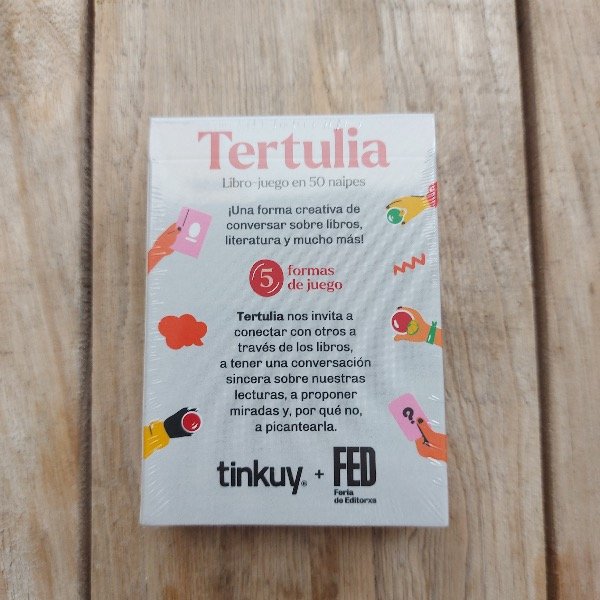 Tertulia
Libro-juego en 50 naipes
¡Una forma creativa de
conversar sobre libros,
literatura y mucho más!
5 formas
de juego
Tertulia nos invita a
conectar con otros a
través de los libros,
a tener una conversación
sincera sobre nuestras
lecturas, a proponer
miradas y, por qué no,
a picantearla.
?
tinkuy® + FED
Feria
de Editorxs